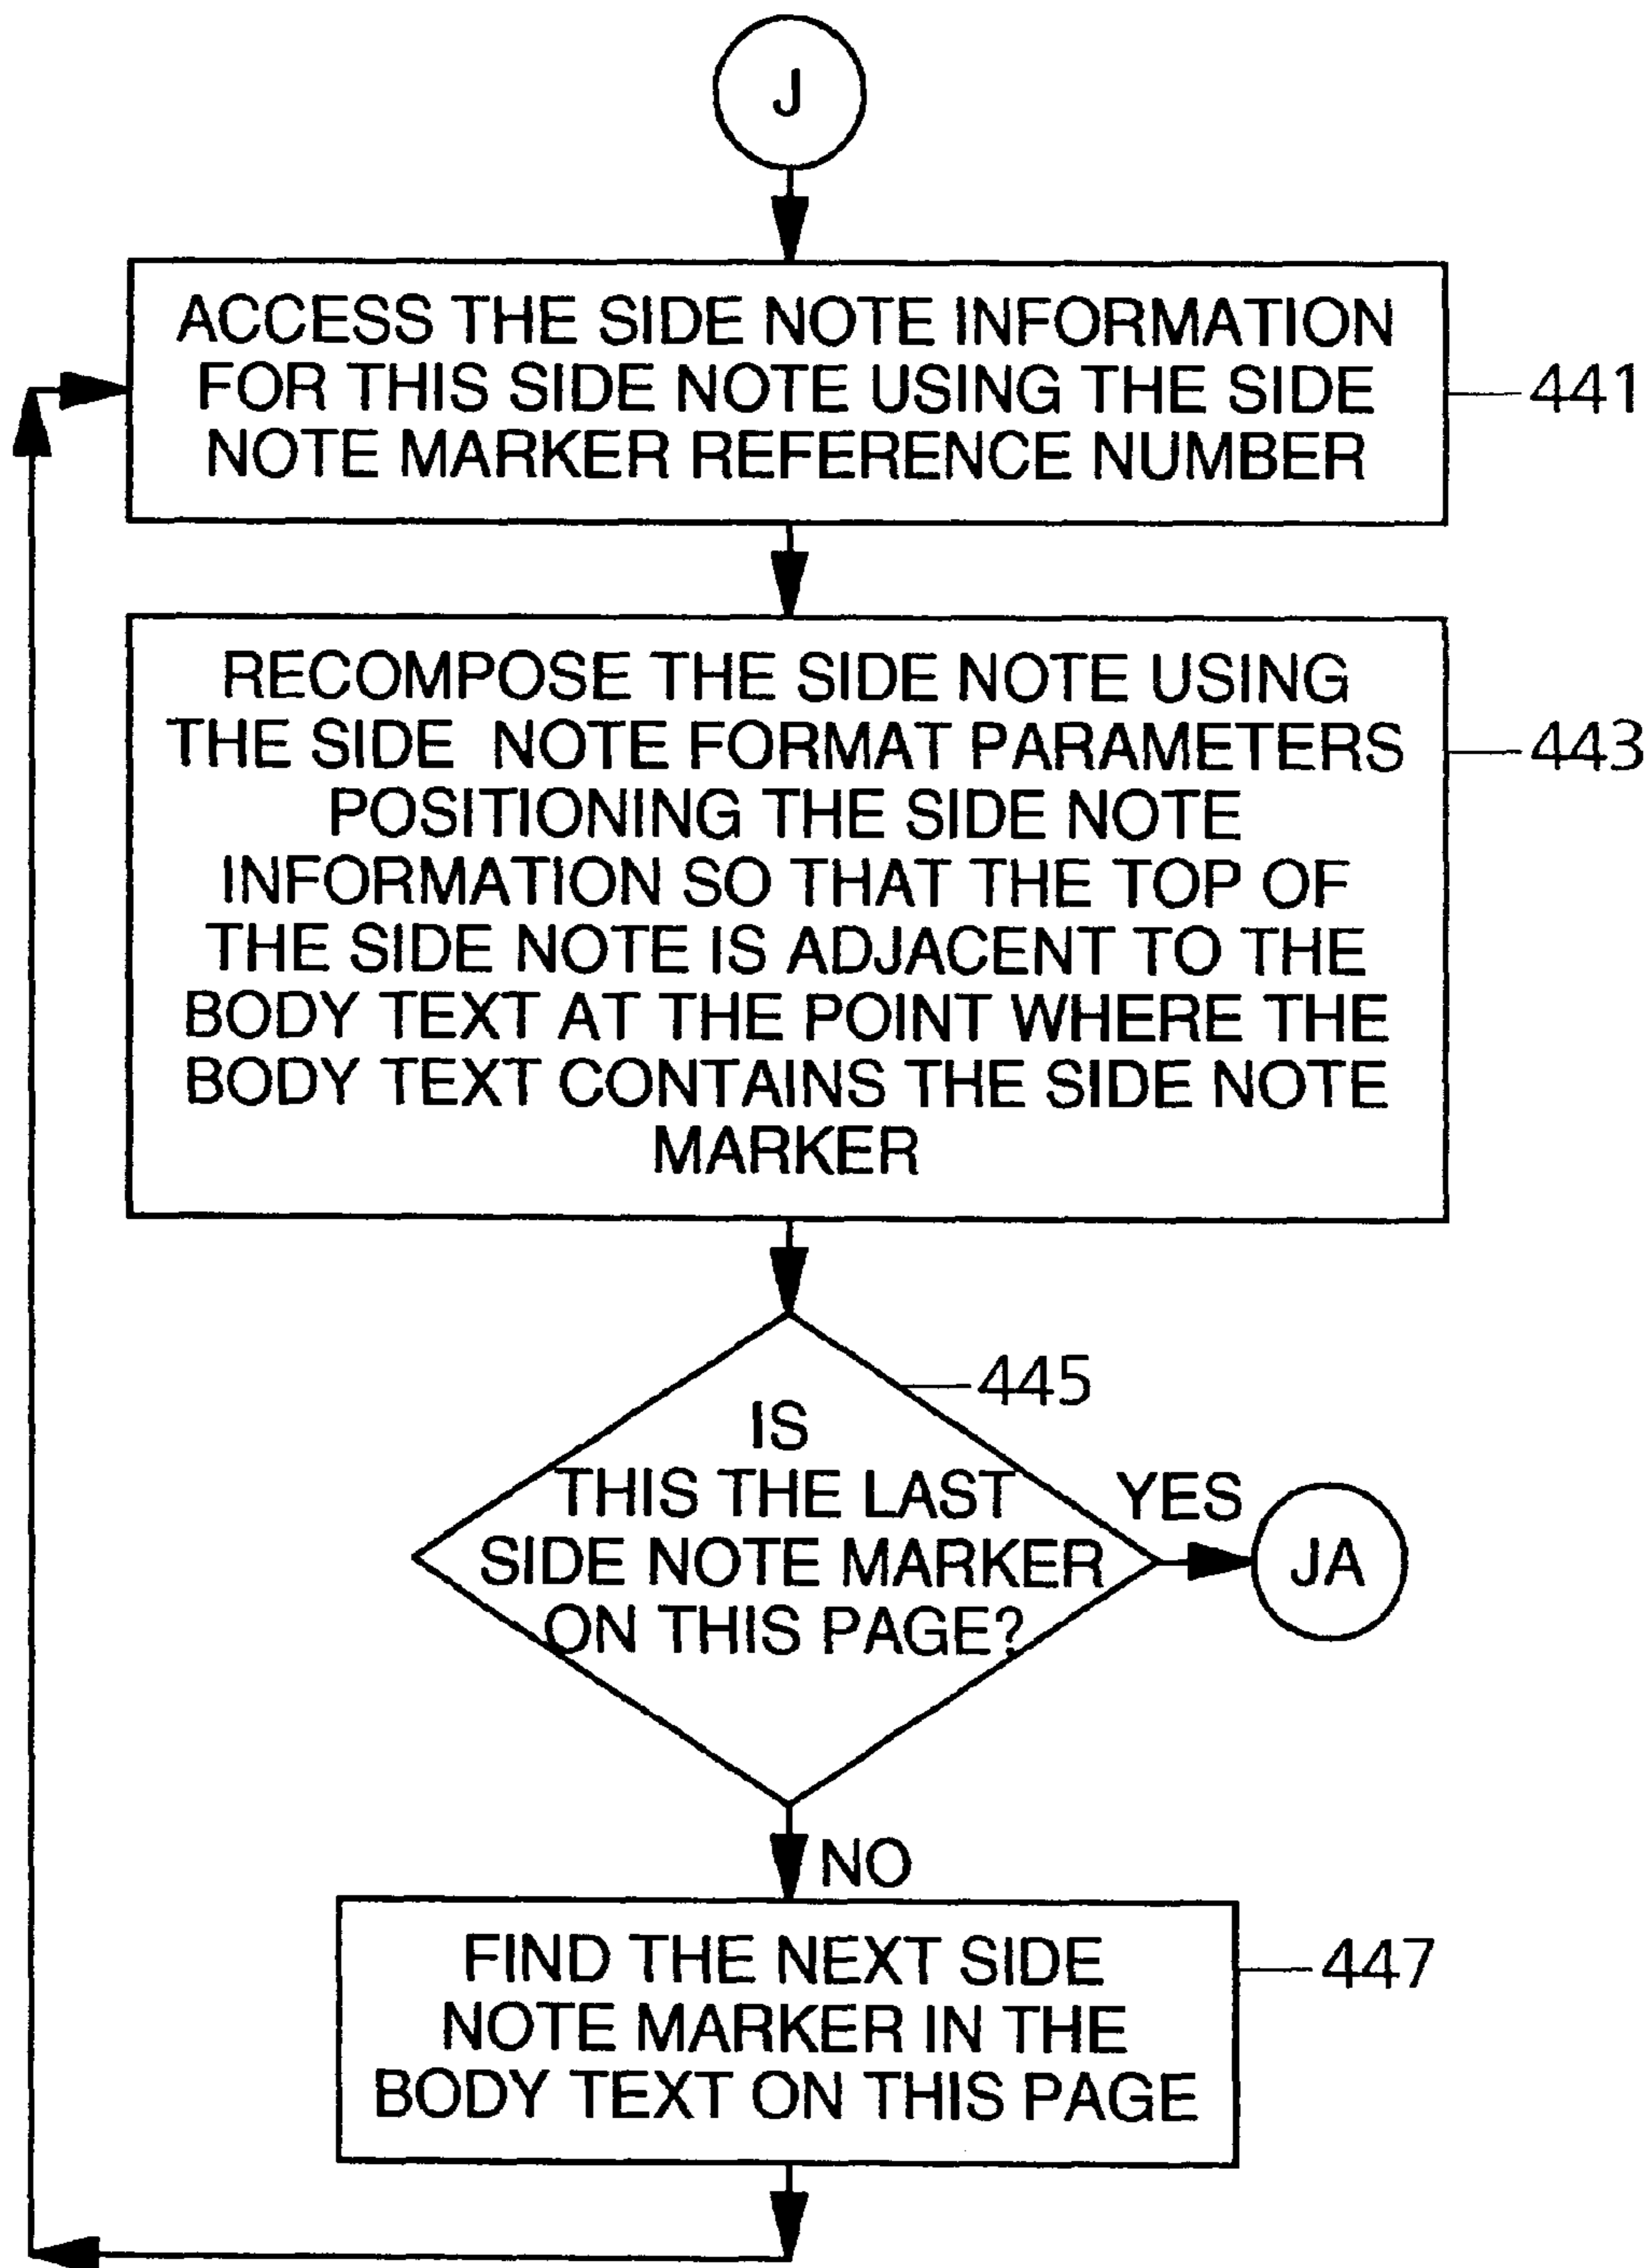 J
ACCESS THE SIDE NOTE INFORMATION
FOR THIS SIDE NOTE USING THE SIDE
NOTE MARKER REFERENCE NUMBER
441
RECOMPOSE THE SIDE NOTE USING
THE SIDE NOTE FORMAT PARAMETERS
POSITIONING THE SIDE NOTE
INFORMATION SO THAT THE TOP OF
THE SIDE NOTE IS ADJACENT TO THE
BODY TEXT AT THE POINT WHERE THE
BODY TEXT CONTAINS THE SIDE NOTE
MARKER
443
445
IS
THIS THE LAST
SIDE NOTE MARKER
ON THIS PAGE?
YES
JA
NO
FIND THE NEXT SIDE
NOTE MARKER IN THE
BODY TEXT ON THIS PAGE
447